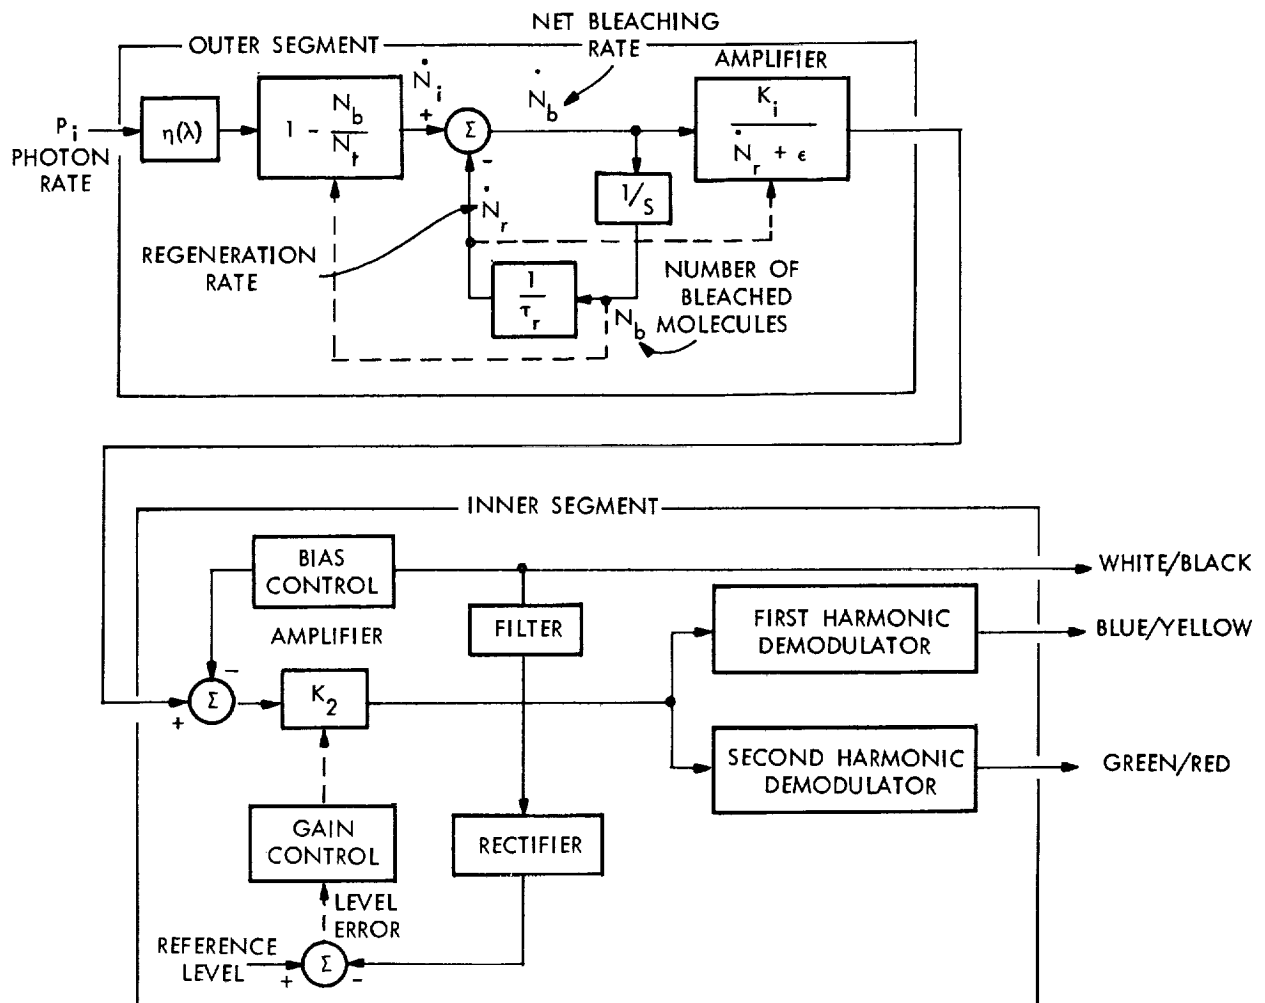 OUTER SEGMENT
NET BLEACHING
RATE
AMPLIFIER
p_i
PHOTON
RATE
η(λ)
1 - N_b/N_t
Ṅ_i
+
Σ
-
Ṅ_b
K_i/(Ṅ_r + ϵ)
1/S
Ṅ_r
REGENERATION
RATE
1/τ_r
N_b
NUMBER OF
BLEACHED
MOLECULES
INNER SEGMENT
BIAS
CONTROL
WHITE/BLACK
AMPLIFIER
FILTER
FIRST HARMONIC
DEMODULATOR
BLUE/YELLOW
-
Σ
+
K_2
SECOND HARMONIC
DEMODULATOR
GREEN/RED
GAIN
CONTROL
RECTIFIER
LEVEL
ERROR
REFERENCE
LEVEL
+
Σ
-